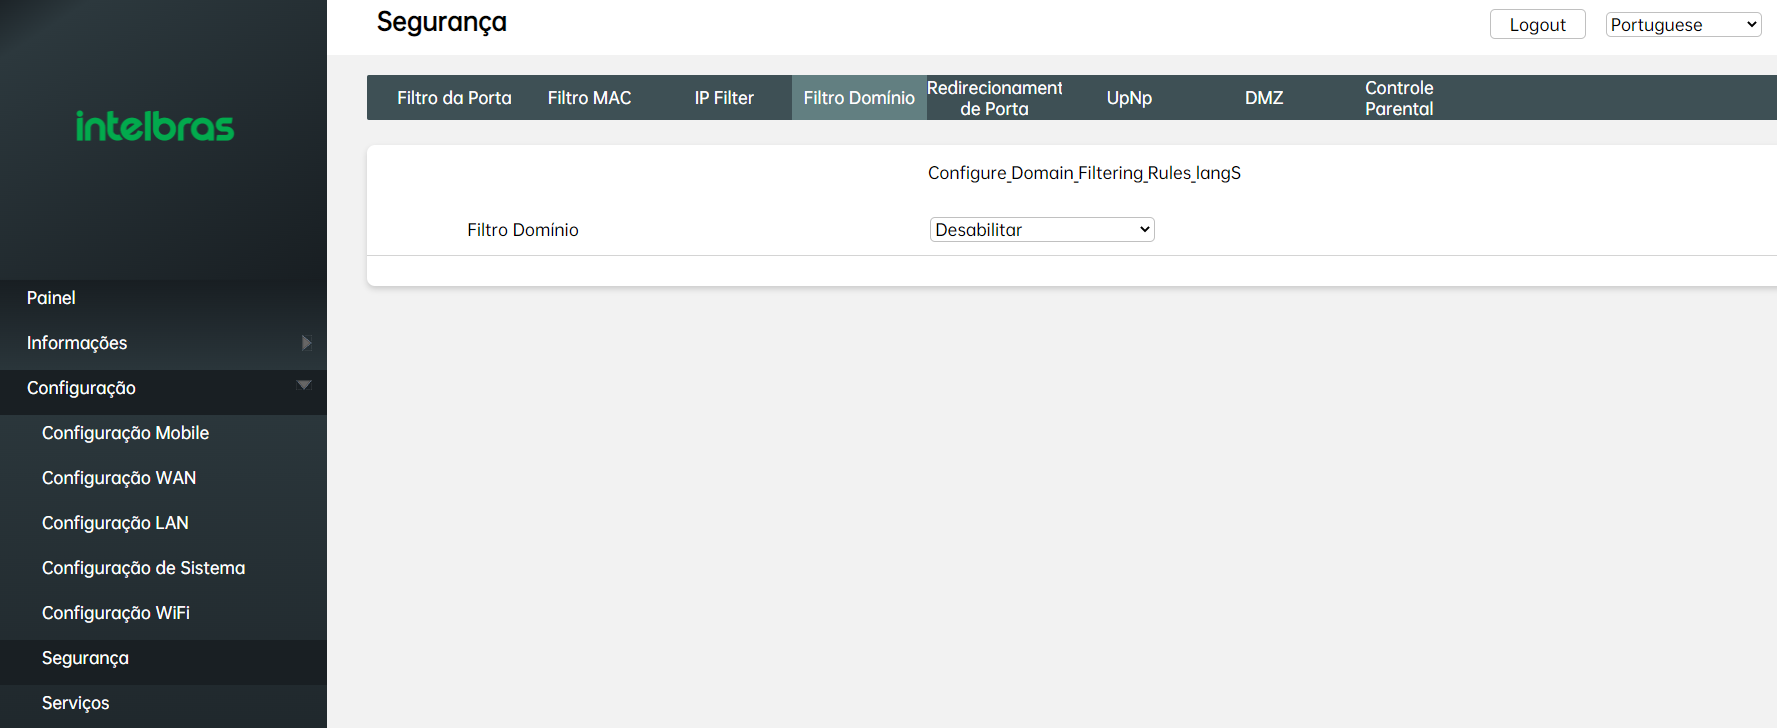 Segurança
Logout
Portuguese
intelbras
Filtro da Porta
Filtro MAC
IP Filter
Filtro Domínio
Redirecionament
de Porta
UpNp
DMZ
Controle
Parental
Configure_Domain_Filtering_Rules_langS
Filtro Domínio
Desabilitar
Painel
Informações
Configuração
Configuração Mobile
Configuração WAN
Configuração LAN
Configuração de Sistema
Configuração WiFi
Segurança
Serviços